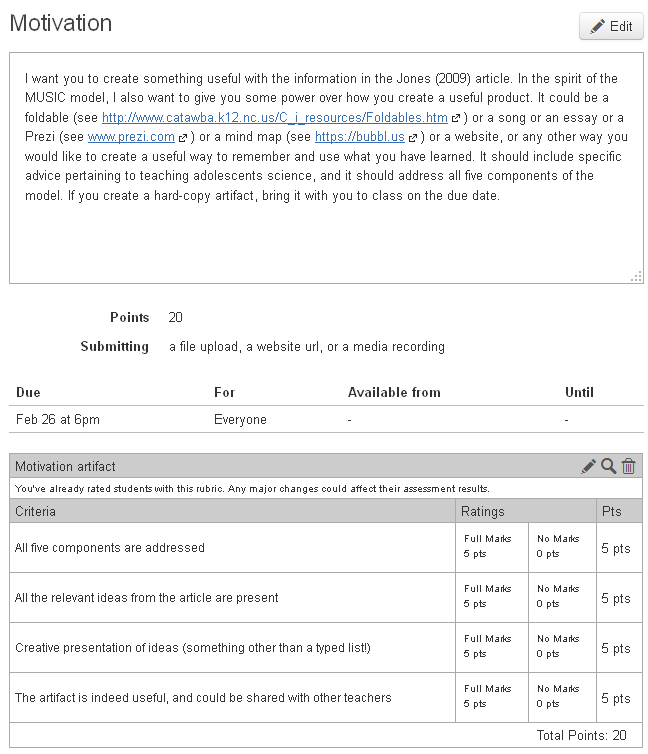 Motivation
Edit
I want you to create something useful with the information in the Jones (2009) article. In the spirit of the
MUSIC model, I also want to give you some power over how you create a useful product. It could be a
foldable (see http://www.catawba.k12.nc.us/C_i_resources/Foldables.htm ) or a song or an essay or a
Prezi (see www.prezi.com ) or a mind map (see https://bubbl.us ) or a website, or any other way you
would like to create a useful way to remember and use what you have learned. It should include specific
advice pertaining to teaching adolescents science, and it should address all five components of the
model. If you create a hard-copy artifact, bring it with you to class on the due date.
Points 20
Submitting a file upload, a website url, or a media recording
Due For Available from Until
Feb 26 at 6pm Everyone - -
Motivation artifact
You've already rated students with this rubric. Any major changes could affect their assessment results.
Criteria Ratings Pts
All five components are addressed Full Marks 5 pts No Marks 0 pts 5 pts
All the relevant ideas from the article are present Full Marks 5 pts No Marks 0 pts 5 pts
Creative presentation of ideas (something other than a typed list!) Full Marks 5 pts No Marks 0 pts 5 pts
The artifact is indeed useful, and could be shared with other teachers Full Marks 5 pts No Marks 0 pts 5 pts
Total Points: 20